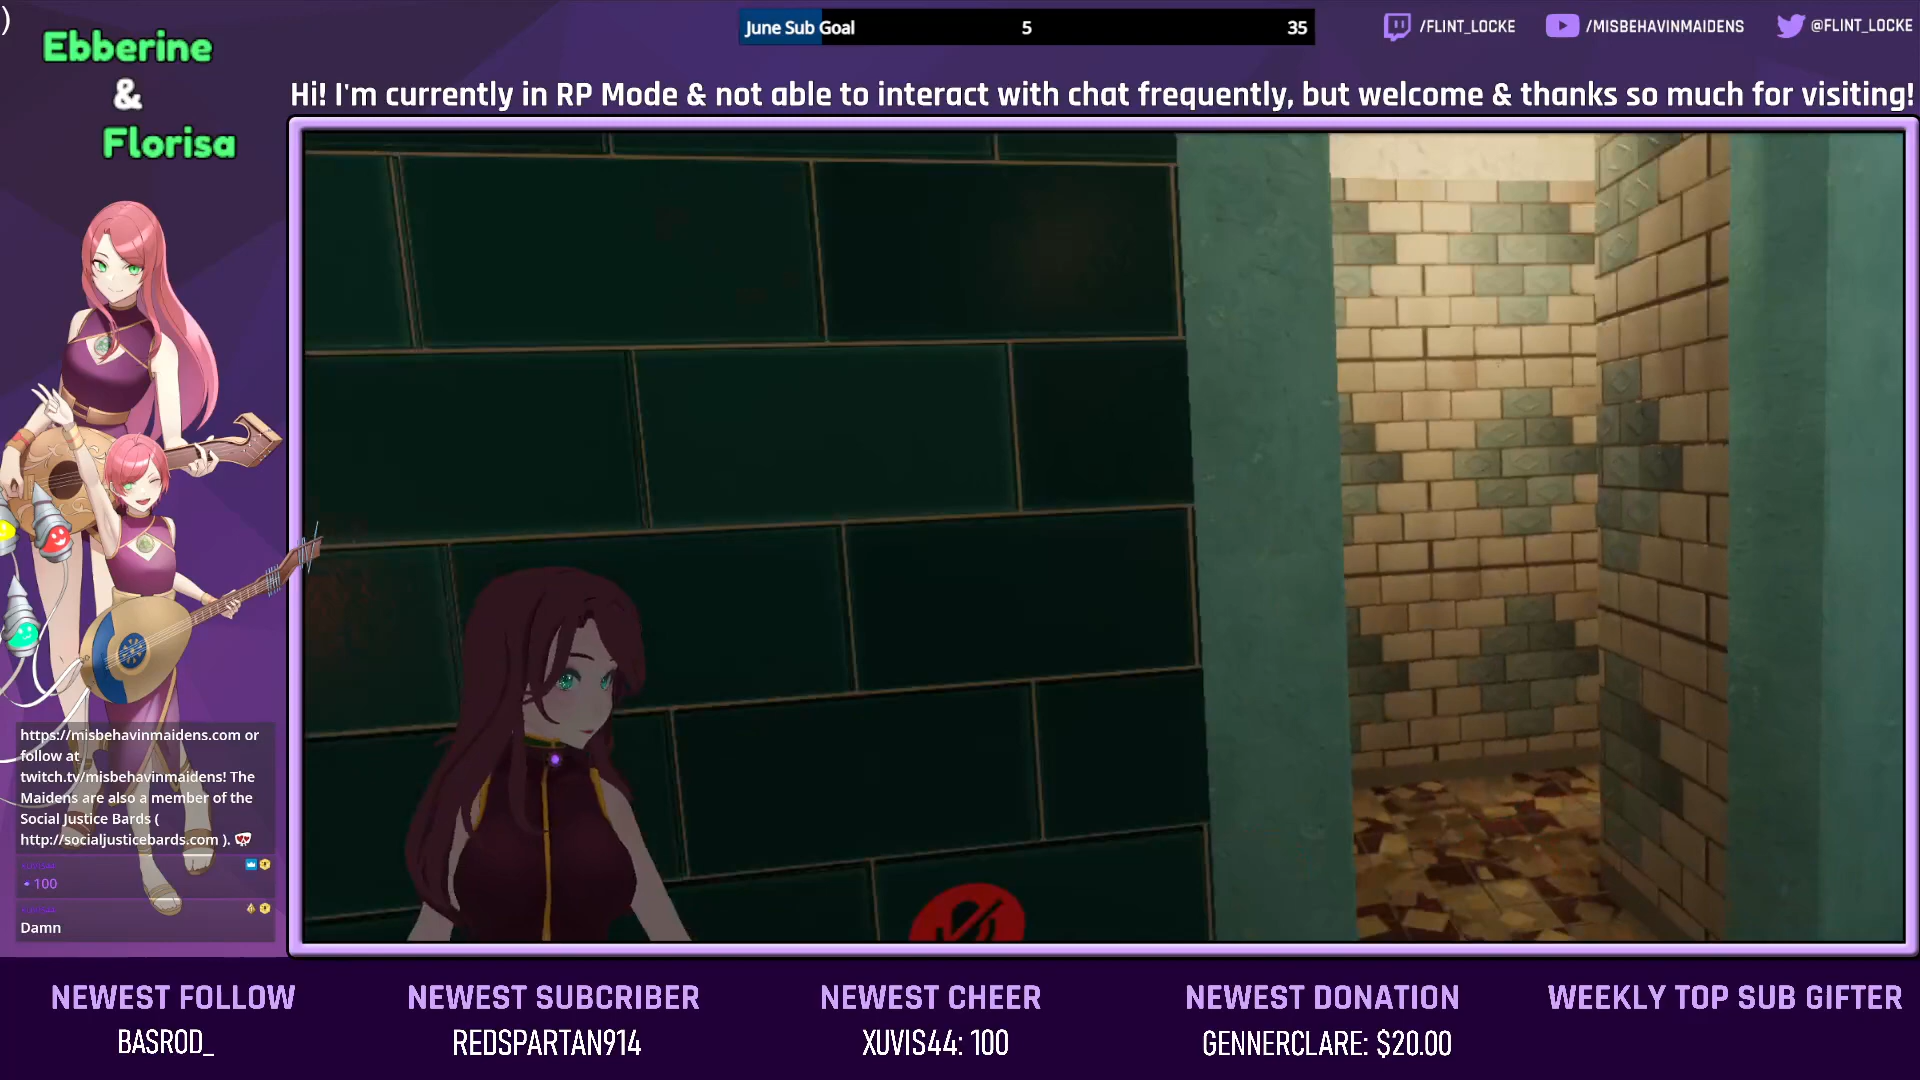 )
Ebberine
&
Florisa
June Sub Goal 5 35
/FLINT_LOCKE
/MISBEHAVINMAIDENS
@FLINT_LOCKE
Hi! I'm currently in RP Mode & not able to interact with chat frequently, but welcome & thanks so much for visiting!
https://misbehavinmaidens.com or
follow at
twitch.tv/misbehavinmaidens! The
Maidens are also a member of the
Social Justice Bards (
http://socialjusticebards.com ).
100
Damn
NEWEST FOLLOW
BASROD_
NEWEST SUBCRIBER
REDSPARTAN914
NEWEST CHEER
XUVIS44: 100
NEWEST DONATION
GENNERCLARE: $20.00
WEEKLY TOP SUB GIFTER